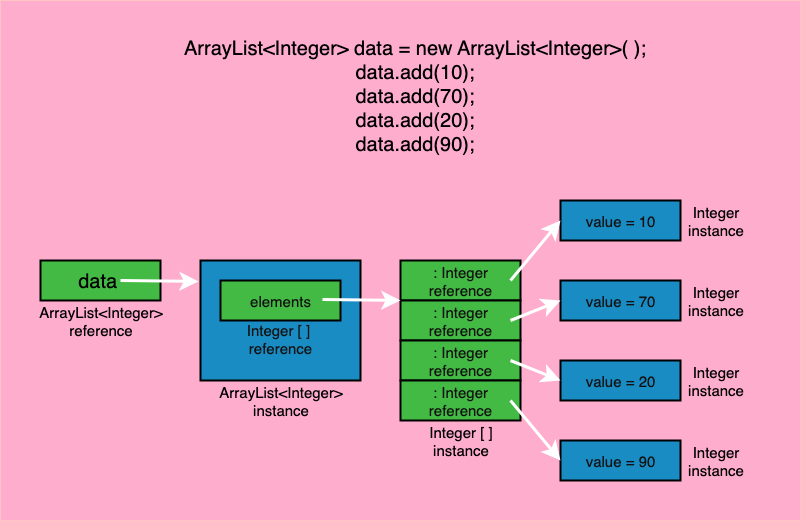 ArrayList<Integer> data = new ArrayList<Integer>( );
data.add(10);
data.add(70);
data.add(20);
data.add(90);
data
ArrayList<Integer>
reference
elements
Integer [ ]
reference
ArrayList<Integer>
instance
: Integer
reference
: Integer
reference
: Integer
reference
: Integer
reference
Integer [ ]
instance
value = 10
Integer
instance
value = 70
Integer
instance
value = 20
Integer
instance
value = 90
Integer
instance